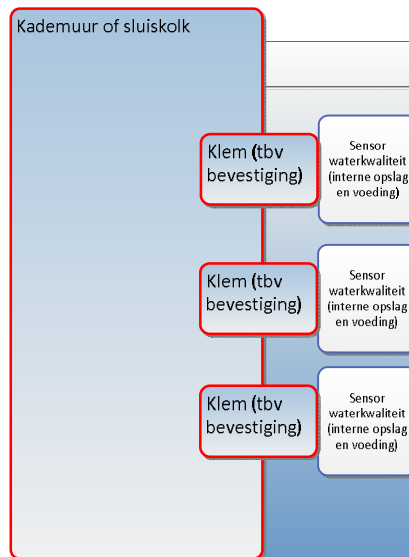 Kademuur of sluiskolk
Klem (tbv
bevestiging)
Sensor
waterkwaliteit
(interne opslag
en voeding)
Klem (tbv
bevestiging)
Sensor
waterkwaliteit
(interne opslag
en voeding)
Klem (tbv
bevestiging)
Sensor
waterkwaliteit
(interne opslag
en voeding)